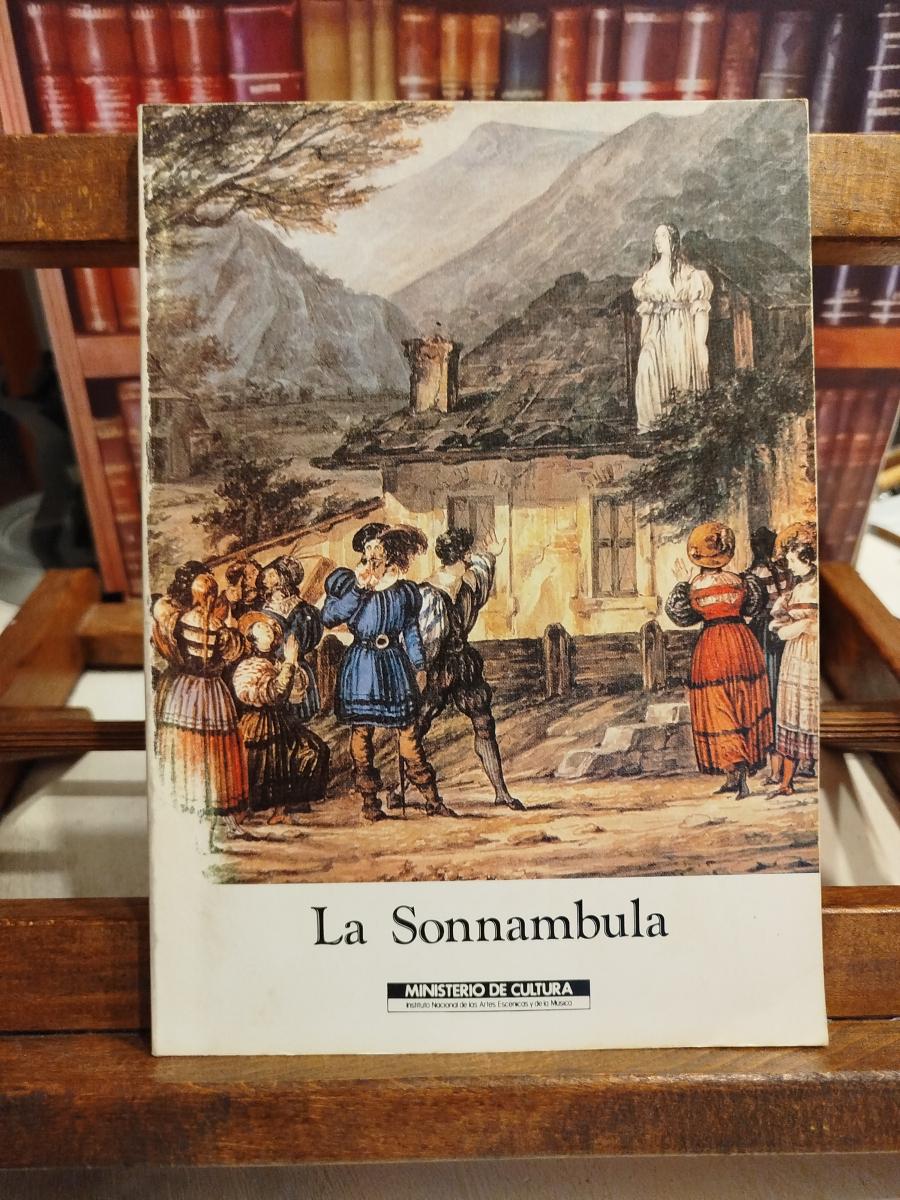 La Sonnambula
MINISTERIO DE CULTURA
Instituto Nacional de las Artes Escénicas y de la Música